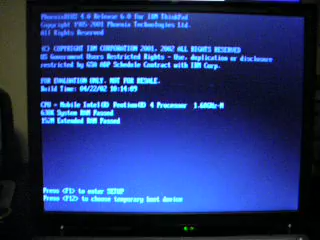 PhoenixBIOS 4.0 Release 6.0 for IBM ThinkPad
Copyright 1985-2001 Phoenix Technologies Ltd.
All Rights Reserved
(C) COPYRIGHT IBM CORPORATION 2001, 2002 ALL RIGHTS RESERVED
US Government Users Restricted Rights - Use, duplication or disclosure
restricted by GSA ADP Schedule Contract with IBM Corp.
FOR EVALUATION ONLY. NOT FOR RESALE.
Build Time: 04/22/02 10:14:09
CPU = Mobile Intel(R) Pentium(R) 4 Processor 1.60GHz-M
638K System RAM Passed
152M Extended RAM Passed
Press <F1> to enter SETUP
Press <F12> to choose temporary boot device